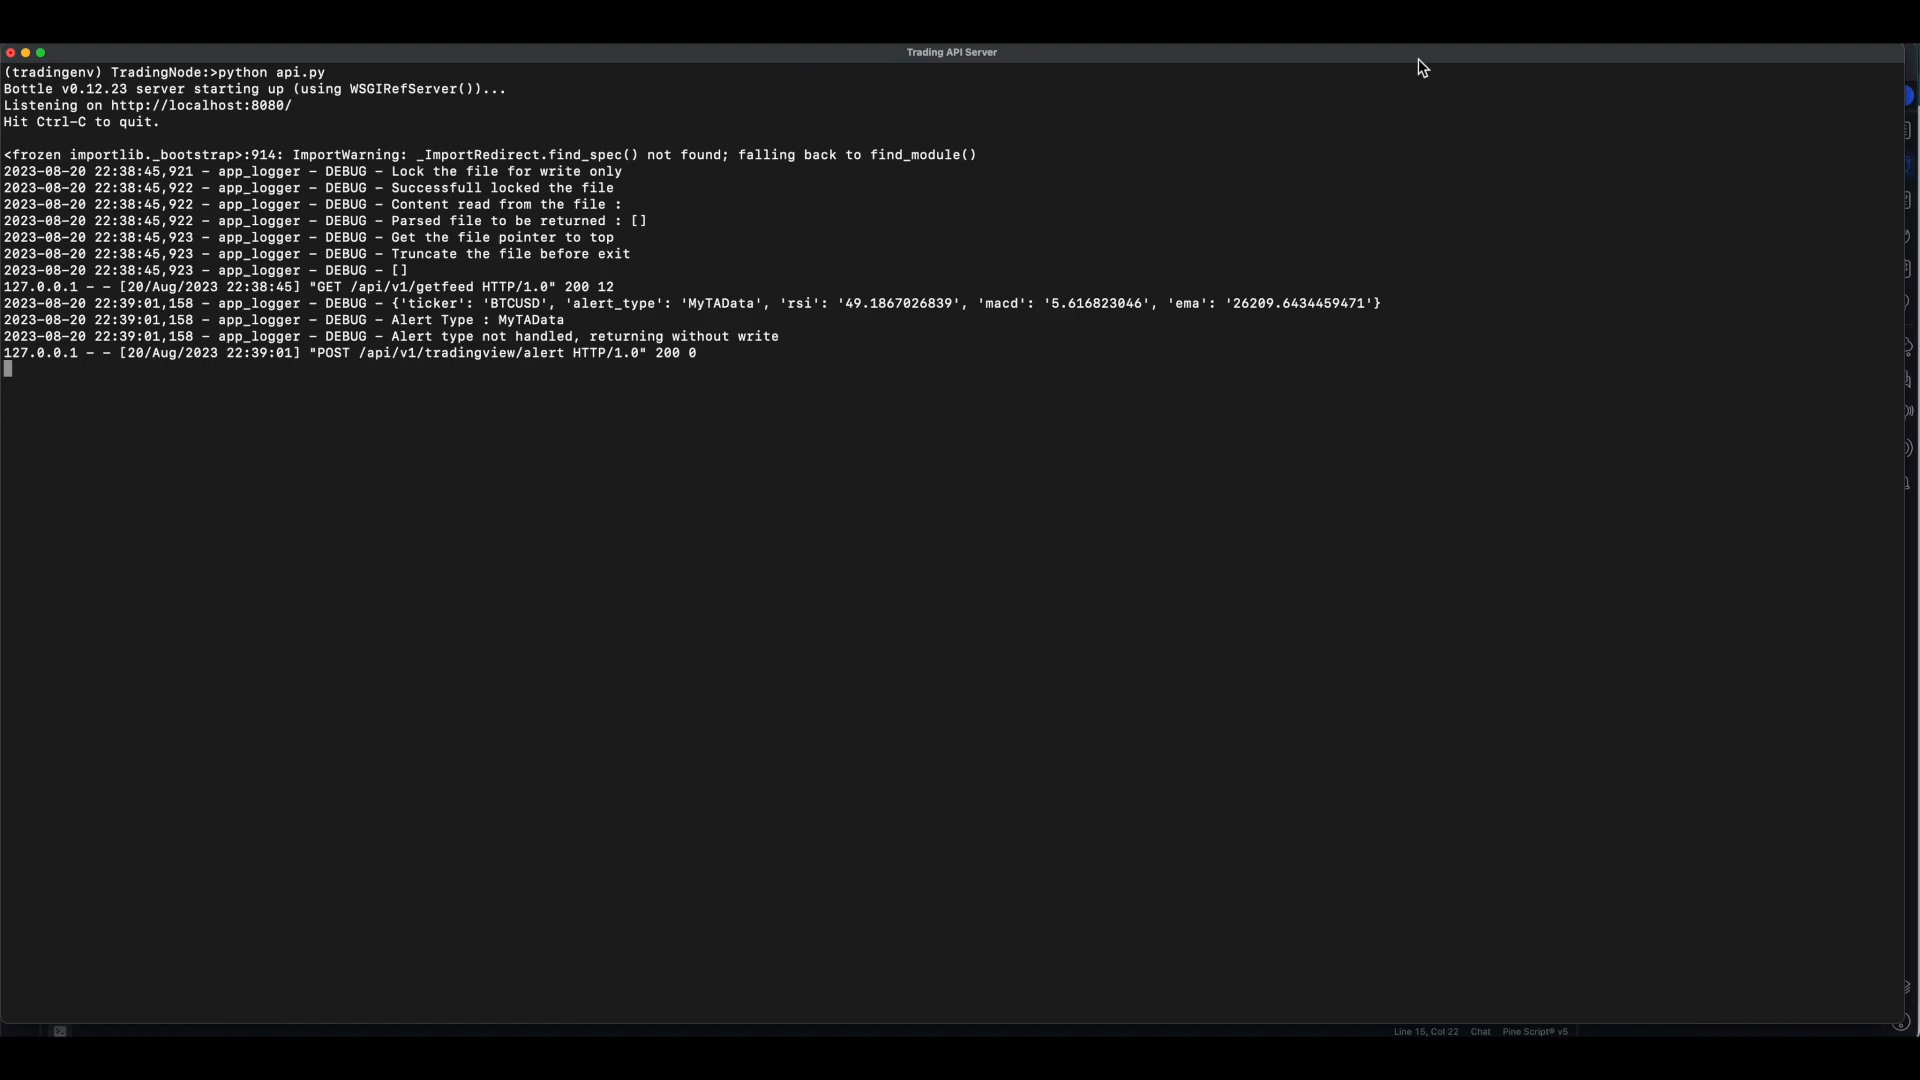 Trading API Server
(tradingenv) TradingNode:>python api.py
Bottle v0.12.23 server starting up (using WSGIRefServer())...
Listening on http://localhost:8080/
Hit Ctrl-C to quit.
<frozen importlib._bootstrap>:914: ImportWarning: _ImportRedirect.find_spec() not found; falling back to find_module()
2023-08-20 22:38:45,921 - app_logger - DEBUG - Lock the file for write only
2023-08-20 22:38:45,922 - app_logger - DEBUG - Successfull locked the file
2023-08-20 22:38:45,922 - app_logger - DEBUG - Content read from the file :
2023-08-20 22:38:45,922 - app_logger - DEBUG - Parsed file to be returned : []
2023-08-20 22:38:45,923 - app_logger - DEBUG - Get the file pointer to top
2023-08-20 22:38:45,923 - app_logger - DEBUG - Truncate the file before exit
2023-08-20 22:38:45,923 - app_logger - DEBUG - []
127.0.0.1 - - [20/Aug/2023 22:38:45] "GET /api/v1/getfeed HTTP/1.0" 200 12
2023-08-20 22:39:01,158 - app_logger - DEBUG - {'ticker': 'BTCUSD', 'alert_type': 'MyTAData', 'rsi': '49.1867026839', 'macd': '5.616823046', 'ema': '26209.6434459471'}
2023-08-20 22:39:01,158 - app_logger - DEBUG - Alert Type : MyTAData
2023-08-20 22:39:01,158 - app_logger - DEBUG - Alert type not handled, returning without write
127.0.0.1 - - [20/Aug/2023 22:39:01] "POST /api/v1/tradingview/alert HTTP/1.0" 200 0
Line 15, Col 22 Chat Pine Script® v5